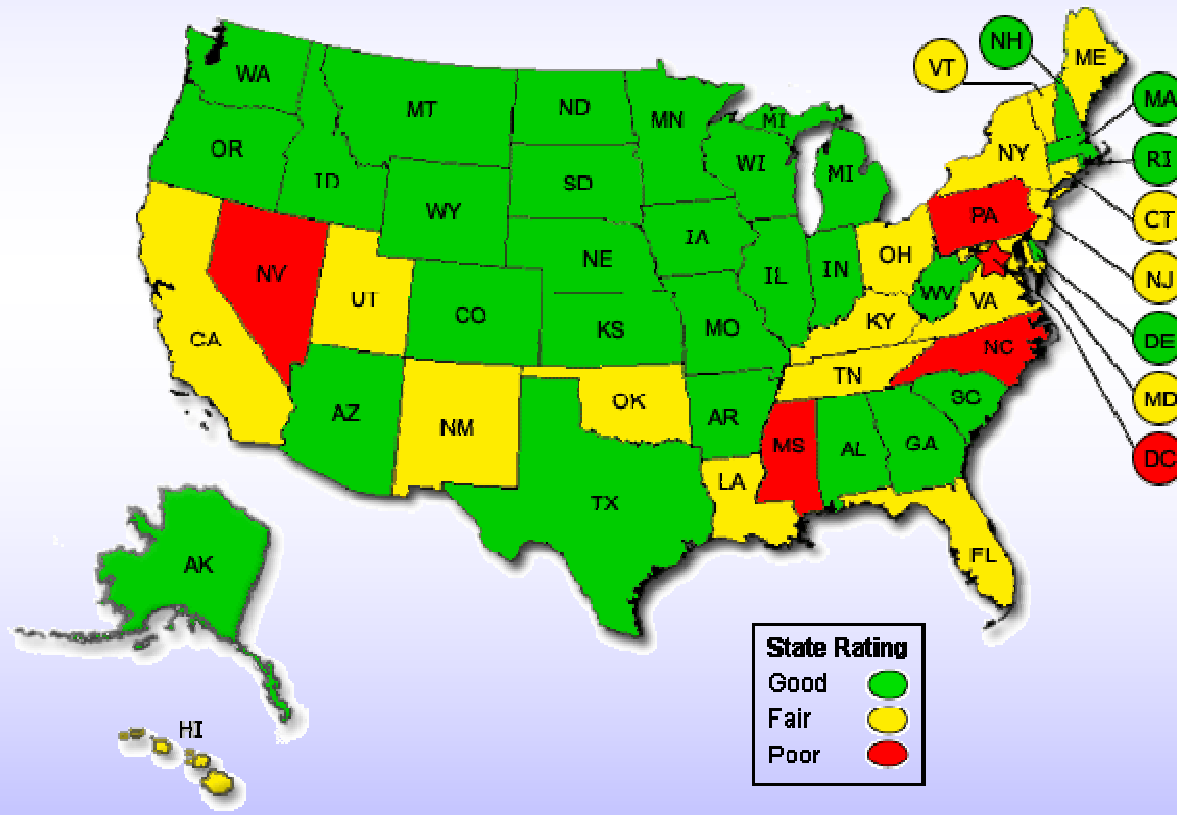 NH
VT
ME
WA
MT
ND
MN
MI
MA
OR
ID
WI
NY
RI
SD
MI
WY
PA
CT
IA
NE
OH
NV
IL
IN
NJ
UT
WV
VA
CO
KS
MO
KY
DE
CA
NC
TN
AZ
NM
OK
AR
SC
MD
MS
AL
GA
DC
LA
TX
FL
AK
HI
State Rating
Good
Fair
Poor